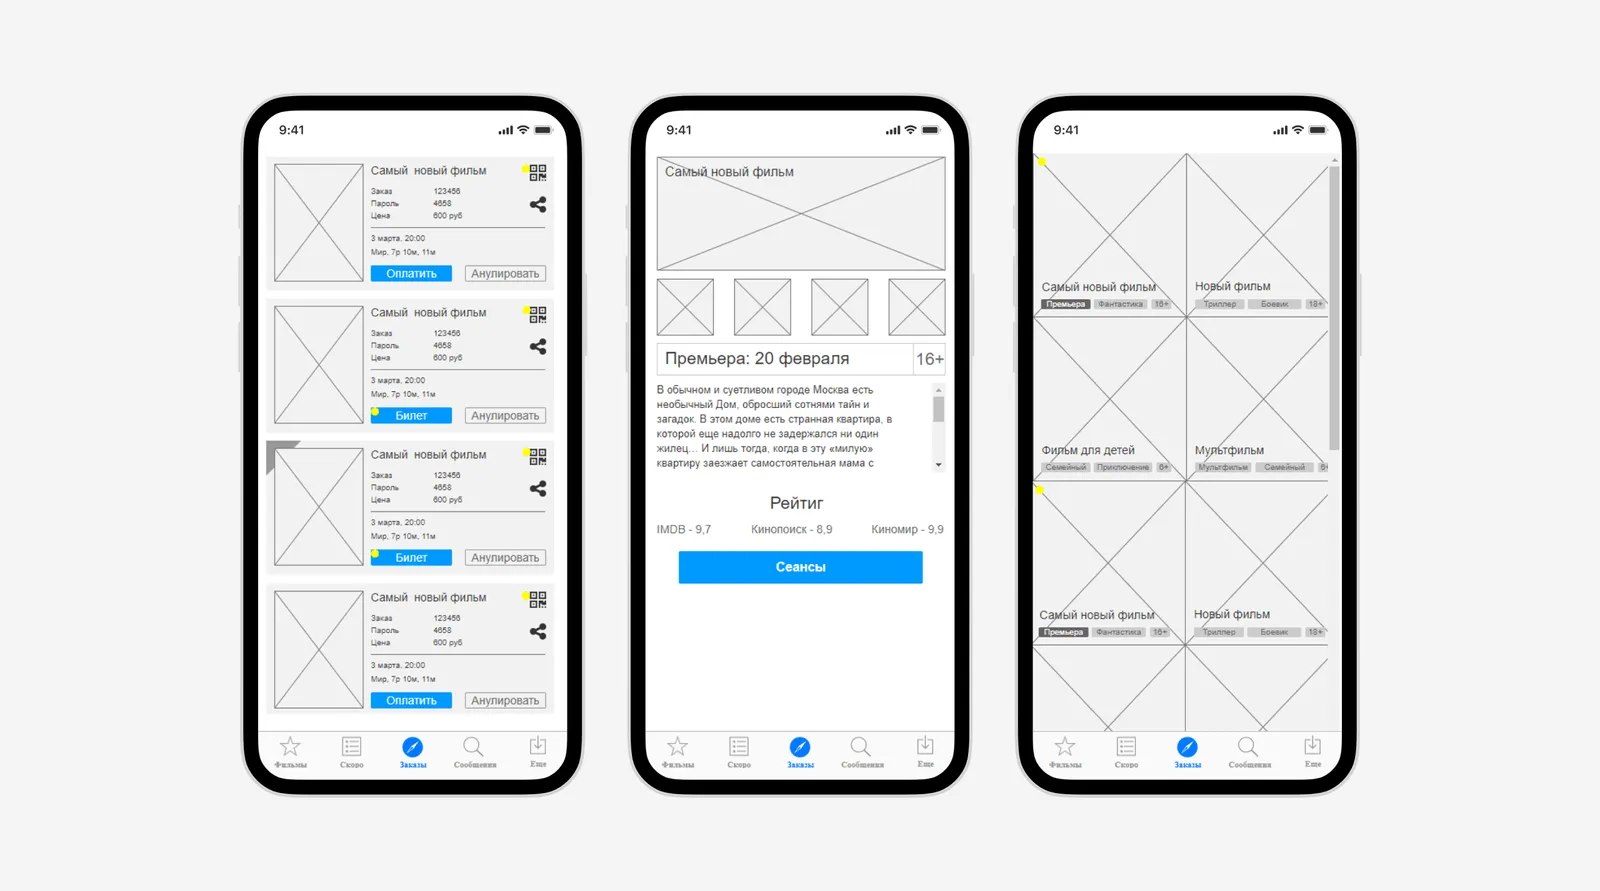 9:41
Самый новый фильм
Заказ 123456
Пароль 4658
Цена 600 руб
3 марта, 20:00
Мир, 7р 10м, 11м
Оплатить Анулировать
Самый новый фильм
Заказ 123456
Пароль 4658
Цена 600 руб
3 марта, 20:00
Мир, 7р 10м, 11м
Билет Анулировать
Самый новый фильм
Заказ 123456
Пароль 4658
Цена 600 руб
3 марта, 20:00
Мир, 7р 10м, 11м
Билет Анулировать
Самый новый фильм
Заказ 123456
Пароль 4658
Цена 600 руб
3 марта, 20:00
Мир, 7р 10м, 11м
Оплатить Анулировать
Фильмы Скоро Заказы Сообщения Еще
9:41
Самый новый фильм
Премьера: 20 февраля 16+
В обычном и суетливом городе Москва есть
необычный Дом, обросший сотнями тайн и
загадок. В этом доме есть странная квартира, в
которой еще надолго не задержался ни один
жилец... И лишь тогда, когда в эту «милую»
квартиру заезжает самостоятельная мама с
Рейтиг
IMDB - 9,7 Кинопоиск - 8,9 Киномир - 9,9
Сеансы
Фильмы Скоро Заказы Сообщения Еще
9:41
Самый новый фильм Новый фильм
Премьера Фантастика 16+ Триллер Боевик 18+
Фильм для детей Мультфильм
Семейный Приключение 6+ Мультфильм Семейный 6+
Самый новый фильм Новый фильм
Премьера Фантастика 16+ Триллер Боевик 18+
Фильмы Скоро Заказы Сообщения Еще